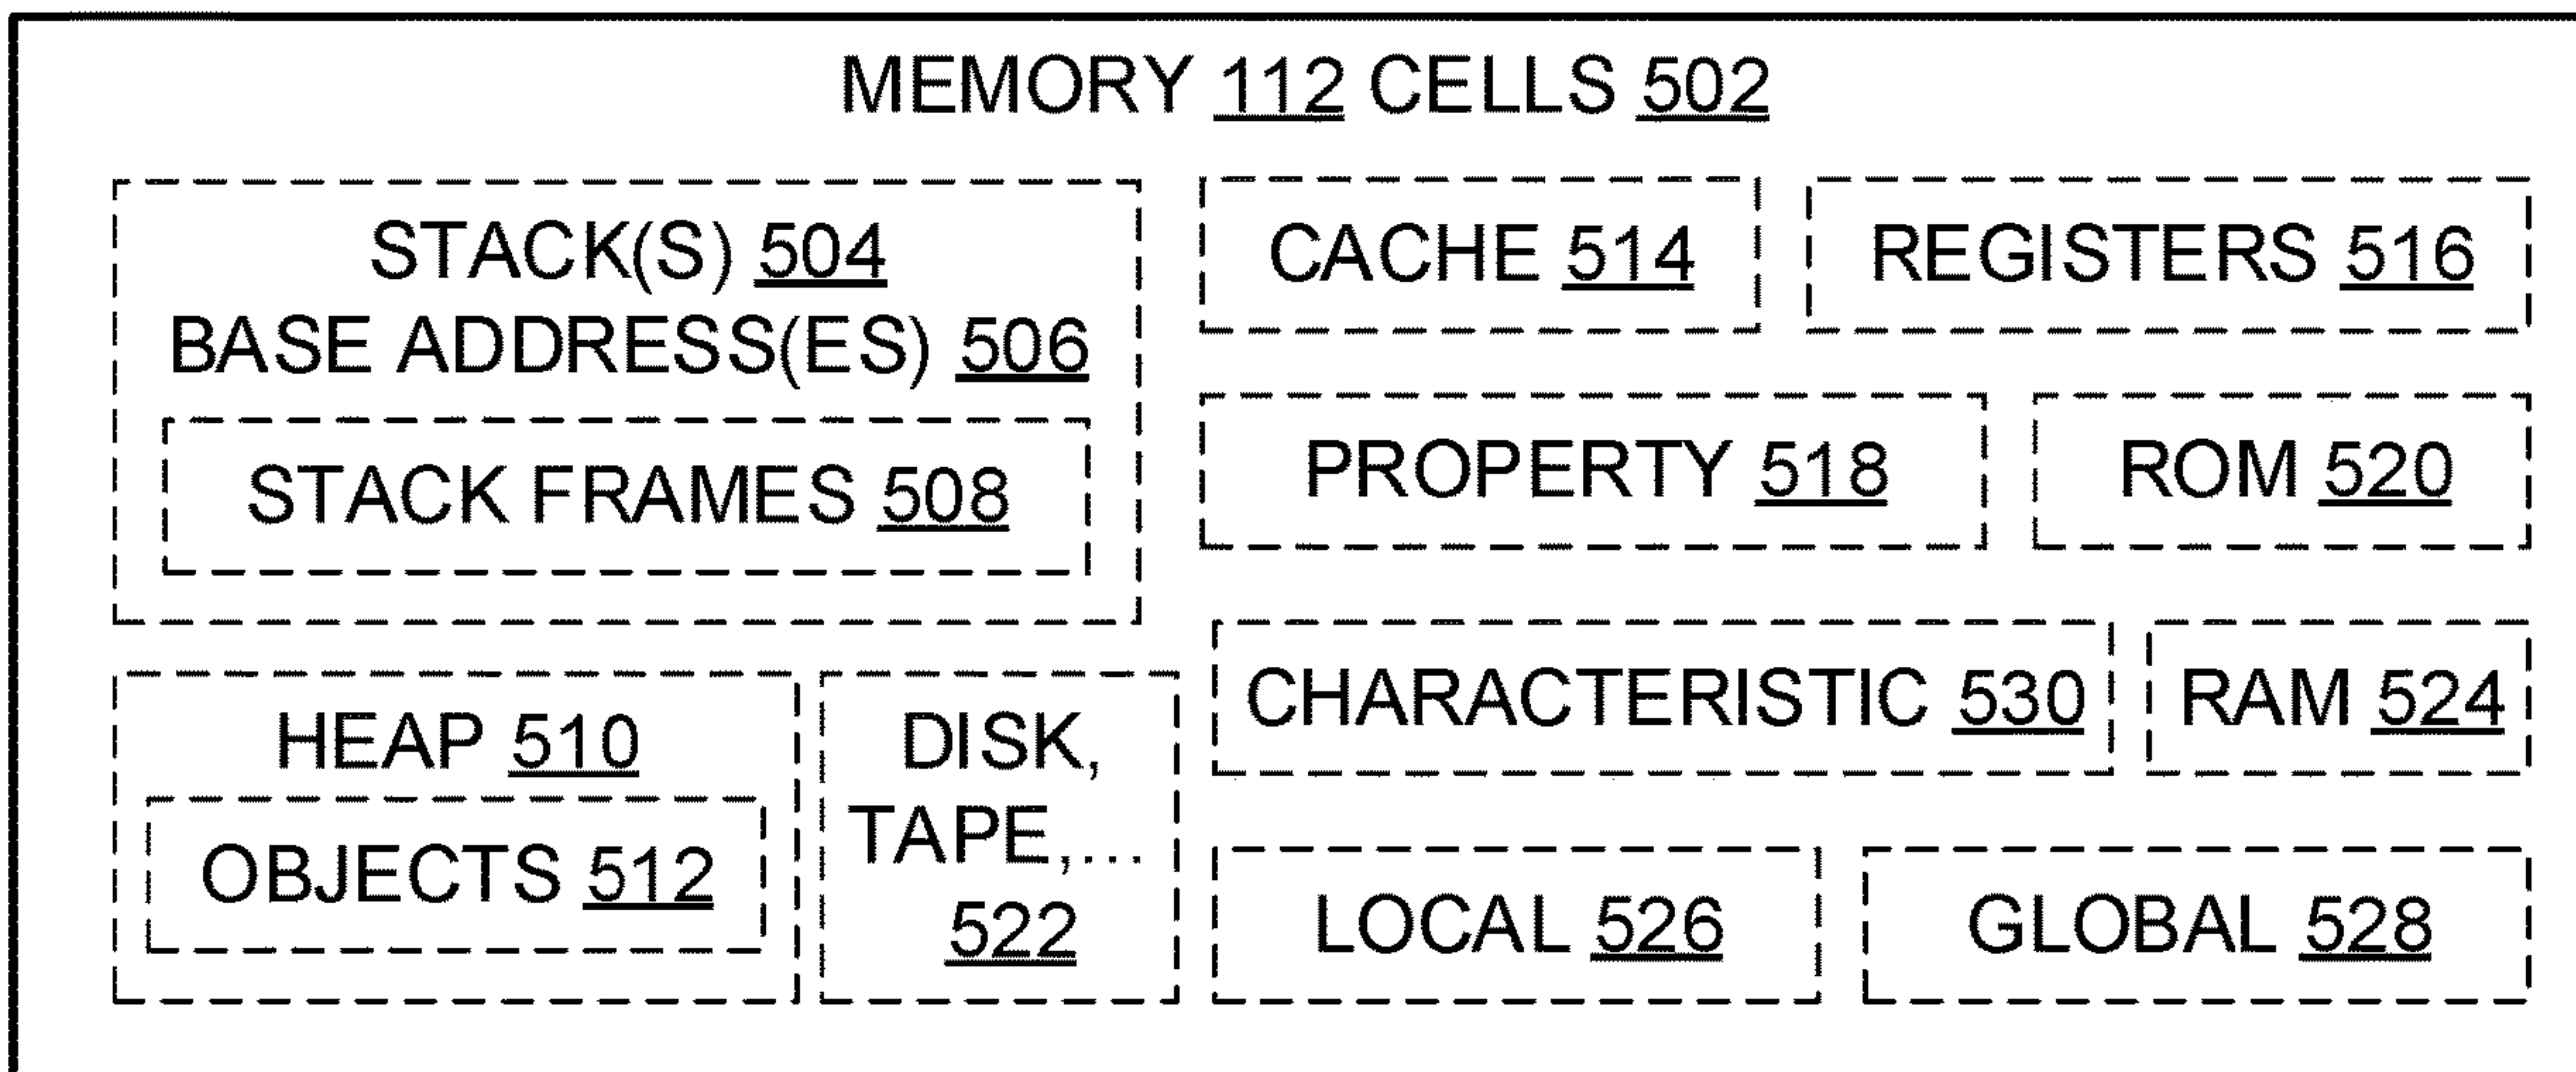 MEMORY 112 CELLS 502
STACK(S) 504
BASE ADDRESS(ES) 506
STACK FRAMES 508
CACHE 514
REGISTERS 516
PROPERTY 518
ROM 520
HEAP 510
OBJECTS 512
DISK,
TAPE,...
522
CHARACTERISTIC 530
RAM 524
LOCAL 526
GLOBAL 528